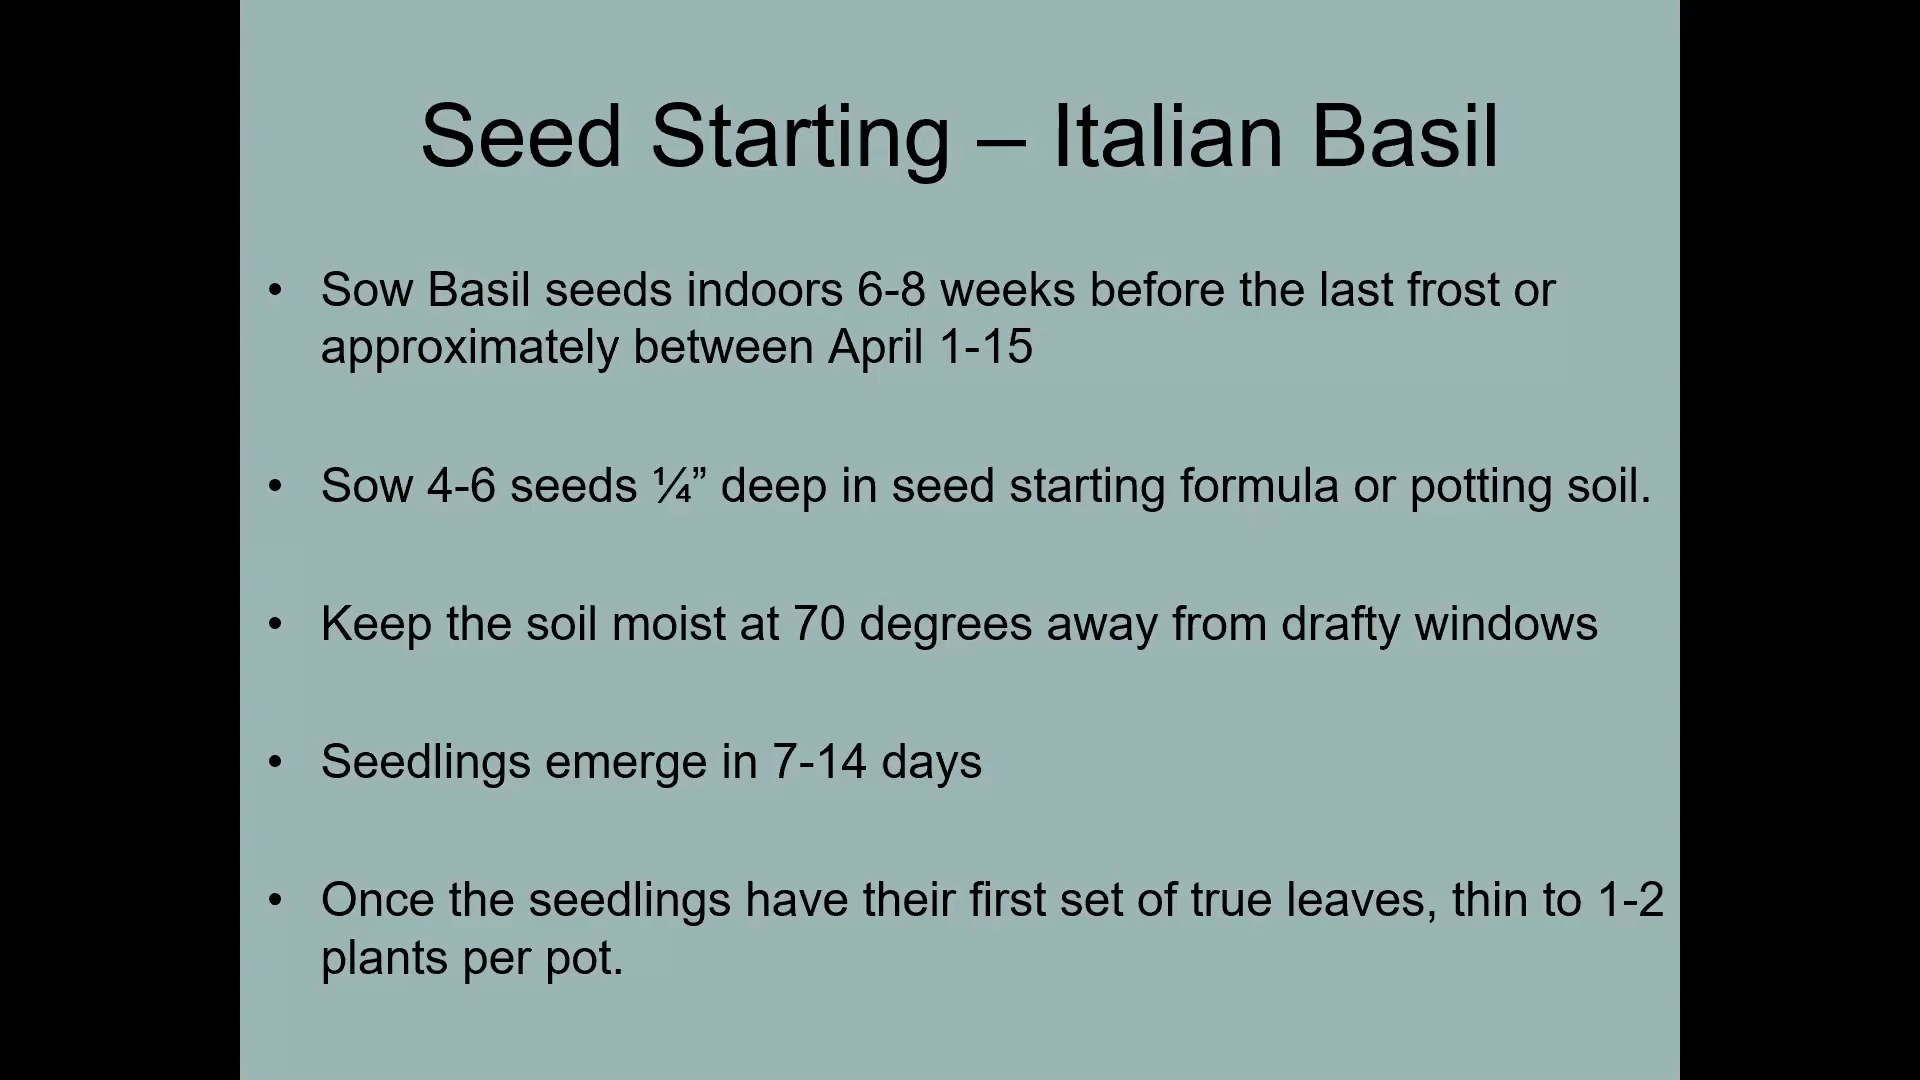 Seed Starting – Italian Basil
• Sow Basil seeds indoors 6-8 weeks before the last frost or
approximately between April 1-15
• Sow 4-6 seeds ¼” deep in seed starting formula or potting soil.
• Keep the soil moist at 70 degrees away from drafty windows
• Seedlings emerge in 7-14 days
• Once the seedlings have their first set of true leaves, thin to 1-2
plants per pot.